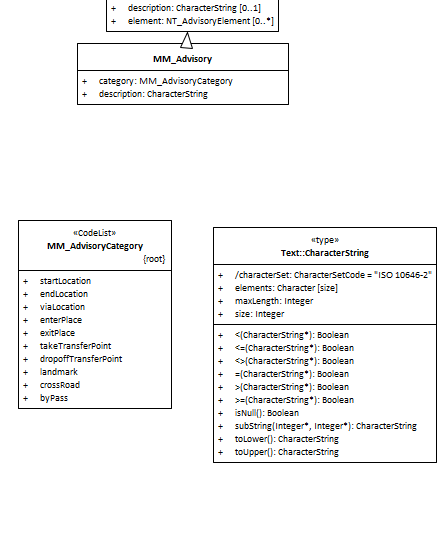 + description: CharacterString [0..1]
+ element: NT_AdvisoryElement [0..*]
MM_Advisory
+ category: MM_AdvisoryCategory
+ description: CharacterString
«CodeList»
MM_AdvisoryCategory
{root}
+ startLocation
+ endLocation
+ viaLocation
+ enterPlace
+ exitPlace
+ takeTransferPoint
+ dropoffTransferPoint
+ landmark
+ crossRoad
+ byPass
«type»
Text::CharacterString
+ /characterSet: CharacterSetCode = "ISO 10646-2"
+ elements: Character [size]
+ maxLength: Integer
+ size: Integer
+ <(CharacterString*): Boolean
+ <=(CharacterString*): Boolean
+ <>(CharacterString*): Boolean
+ =(CharacterString*): Boolean
+ >(CharacterString*): Boolean
+ >=(CharacterString*): Boolean
+ isNull(): Boolean
+ subString(Integer*, Integer*): CharacterString
+ toLower(): CharacterString
+ toUpper(): CharacterString